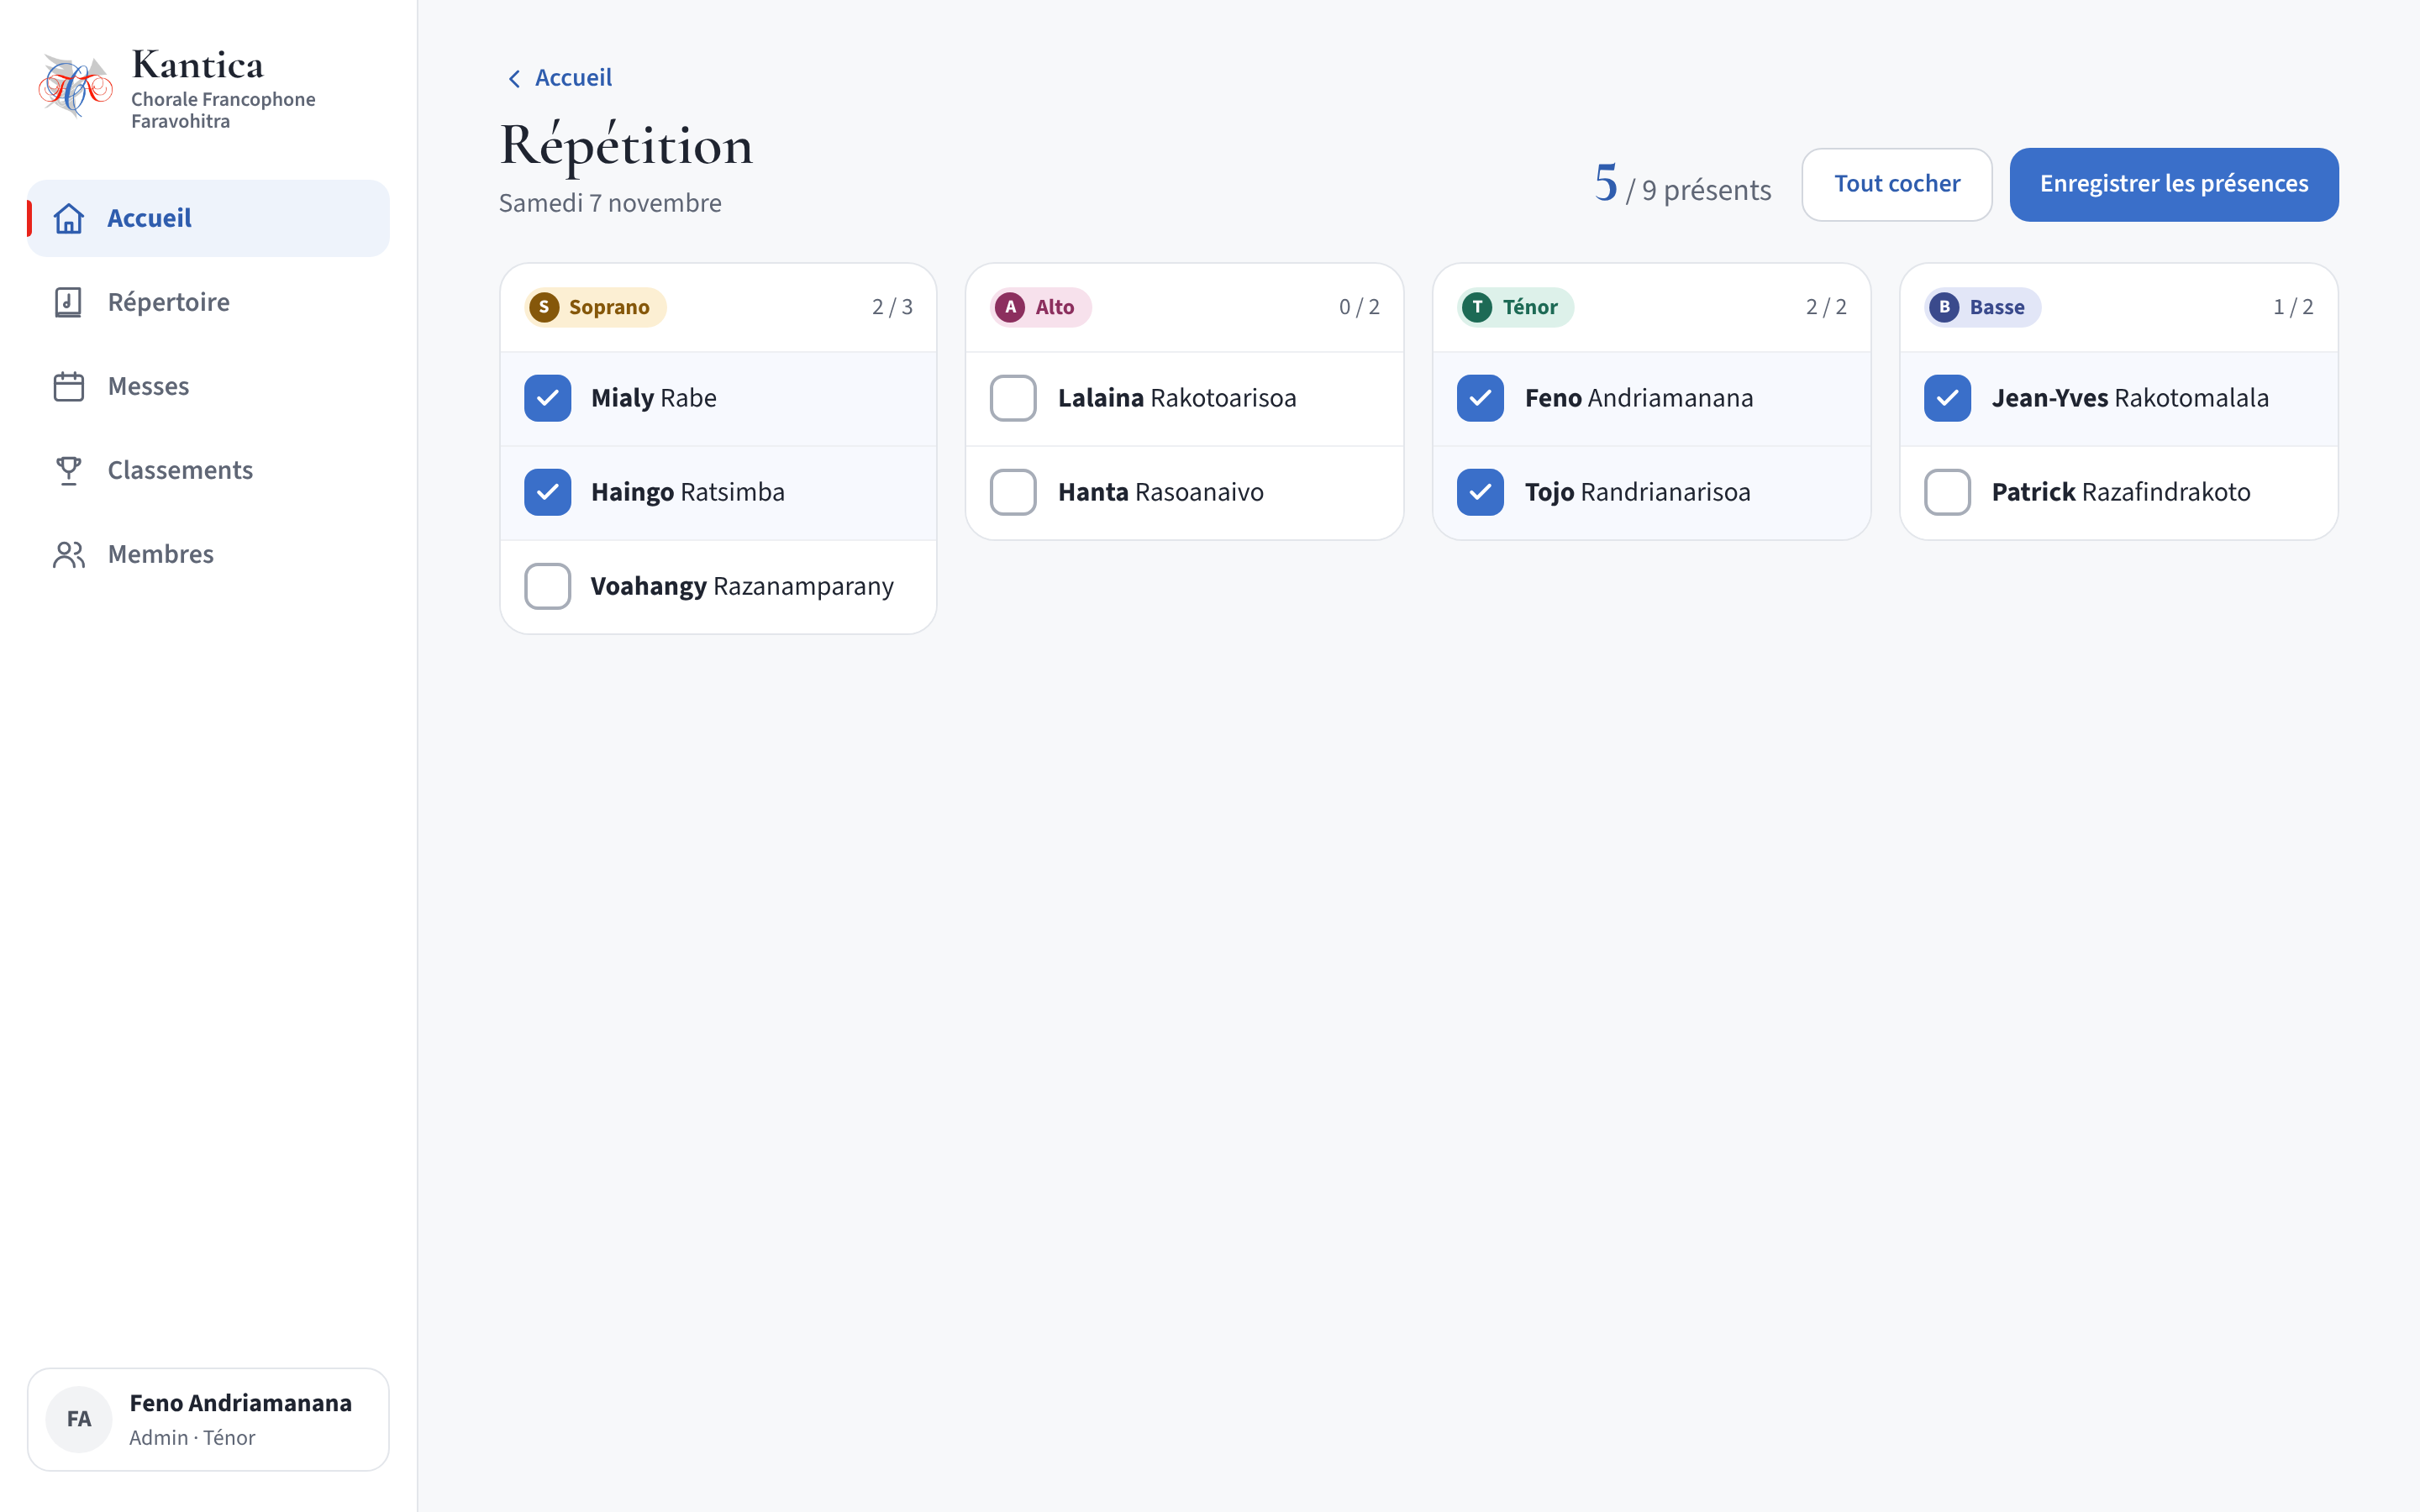 Kantica
Chorale Francophone
Faravohitra
Accueil
Répertoire
Messes
Classements
Membres
FA
Feno Andriamanana
Admin · Ténor
Accueil
Répétition
Samedi 7 novembre
5 / 9 présents
Tout cocher
Enregistrer les présences
S Soprano 2 / 3
Mialy Rabe
Haingo Ratsimba
Voahangy Razanamparany
A Alto 0 / 2
Lalaina Rakotoarisoa
Hanta Rasoanaivo
T Ténor 2 / 2
Feno Andriamanana
Tojo Randrianarisoa
B Basse 1 / 2
Jean-Yves Rakotomalala
Patrick Razafindrakoto